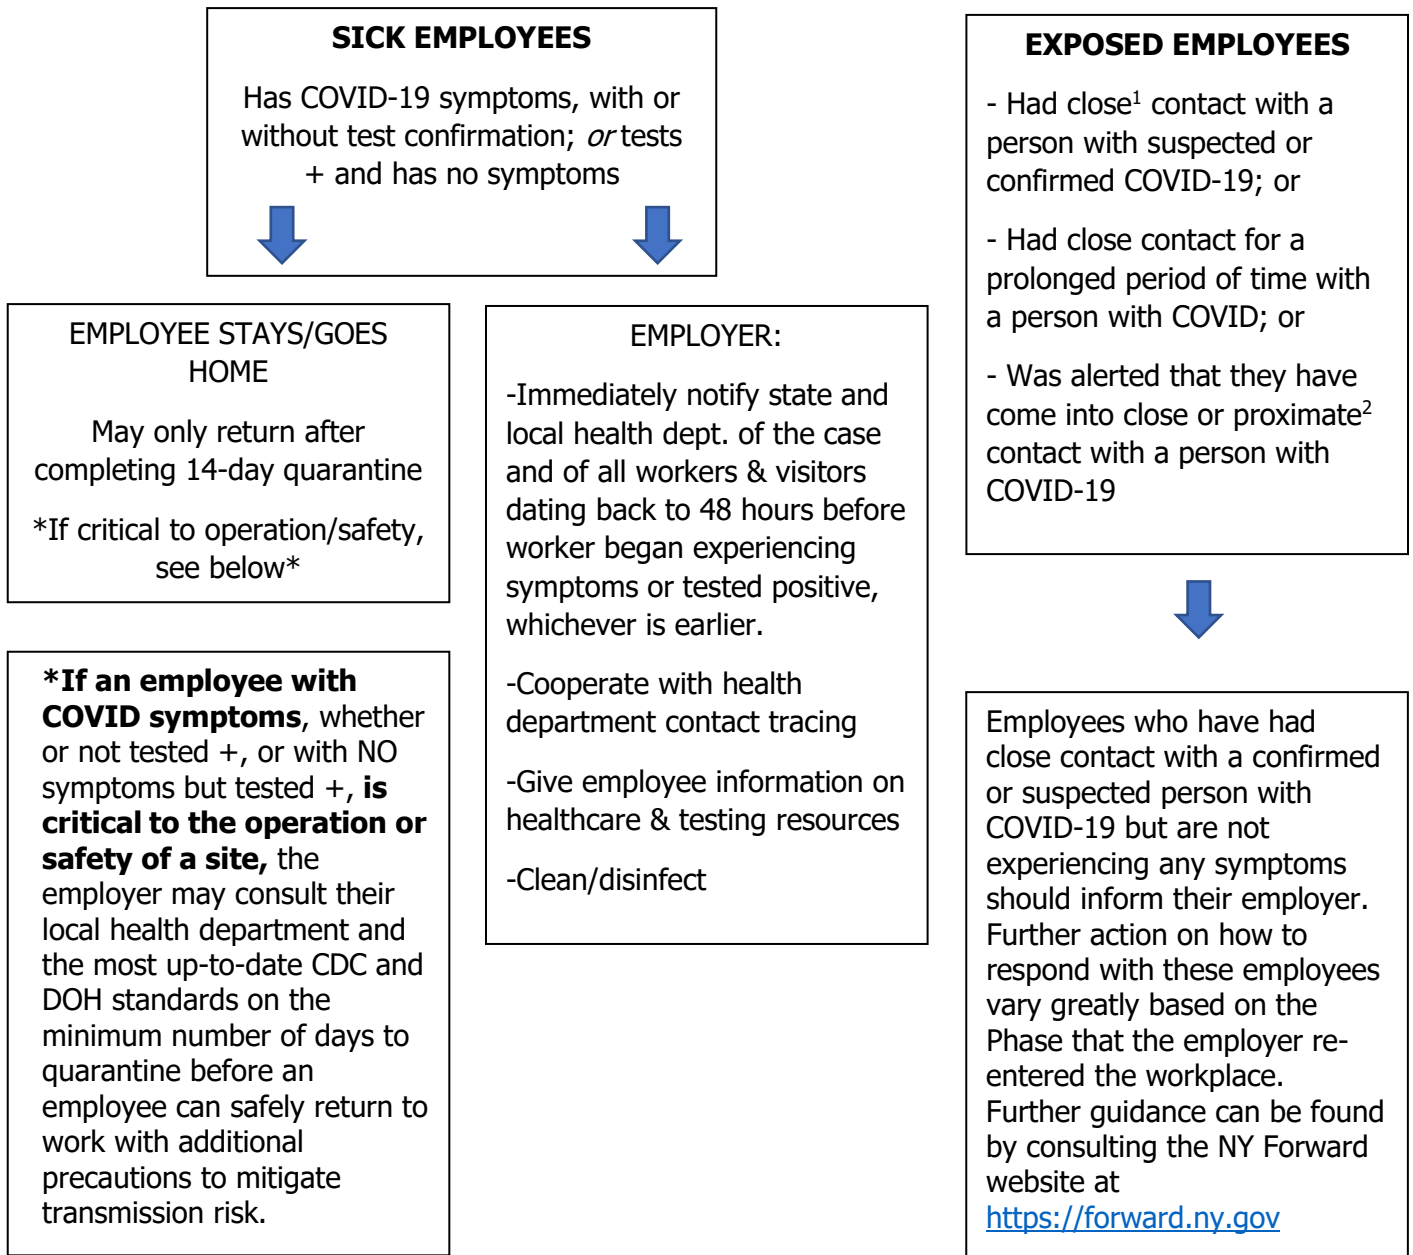 SICK EMPLOYEES
Has COVID-19 symptoms, with or
without test confirmation; or tests
+ and has no symptoms
EMPLOYEE STAYS/GOES
HOME
May only return after
completing 14-day quarantine
*If critical to operation/safety,
see below*
*If an employee with
COVID symptoms, whether
or not tested +, or with NO
symptoms but tested +, is
critical to the operation or
safety of a site, the
employer may consult their
local health department and
the most up-to-date CDC and
DOH standards on the
minimum number of days to
quarantine before an
employee can safely return to
work with additional
precautions to mitigate
transmission risk.
EMPLOYER:
-Immediately notify state and
local health dept. of the case
and of all workers & visitors
dating back to 48 hours before
worker began experiencing
symptoms or tested positive,
whichever is earlier.
-Cooperate with health
department contact tracing
-Give employee information on
healthcare & testing resources
-Clean/disinfect
EXPOSED EMPLOYEES
- Had close¹ contact with a
person with suspected or
confirmed COVID-19; or
- Had close contact for a
prolonged period of time with
a person with COVID; or
- Was alerted that they have
come into close or proximate²
contact with a person with
COVID-19
Employees who have had
close contact with a confirmed
or suspected person with
COVID-19 but are not
experiencing any symptoms
should inform their employer.
Further action on how to
respond with these employees
vary greatly based on the
Phase that the employer re-
entered the workplace.
Further guidance can be found
by consulting the NY Forward
website at
https://forward.ny.gov